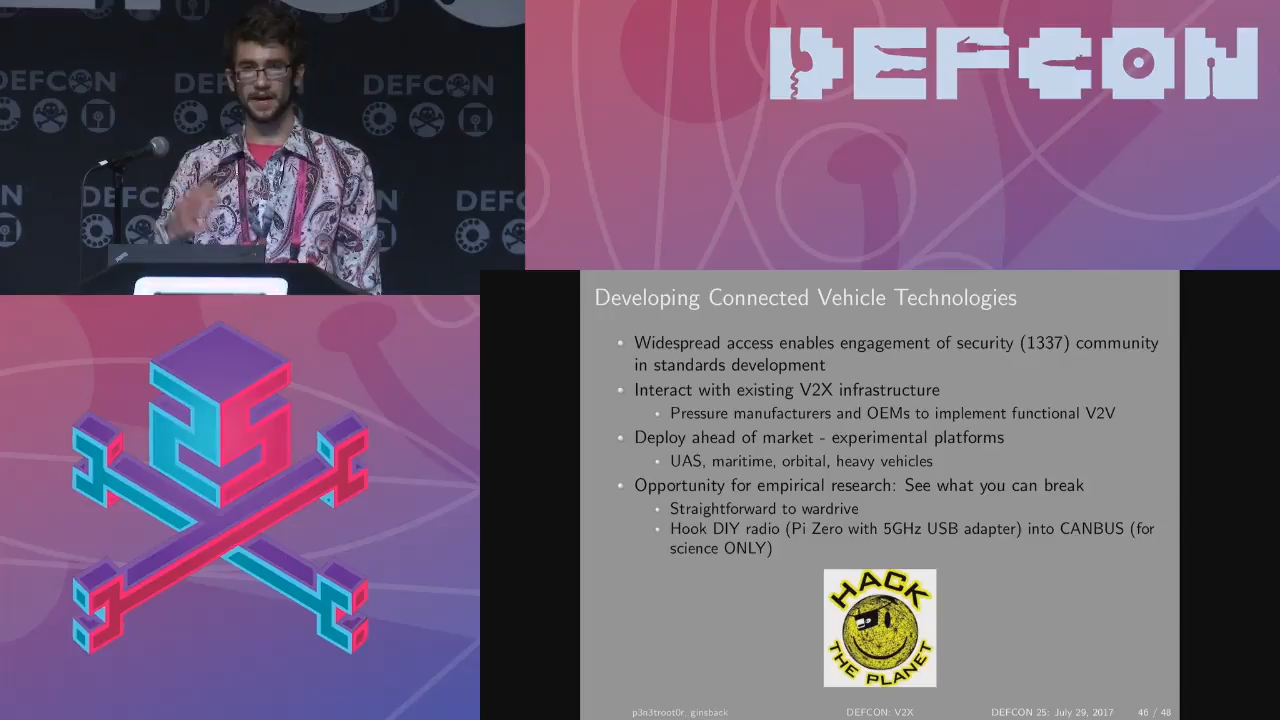 DEFCON
DEFCON
DEF
DEFCON
N
DEFCON
DEF
Developing Connected Vehicle Technologies
Widespread access enables engagement of security (1337) community
in standards development
Interact with existing V2X infrastructure
Pressure manufacturers and OEMs to implement functional V2V
Deploy ahead of market - experimental platforms
UAS, maritime, orbital, heavy vehicles
Opportunity for empirical research: See what you can break
Straightforward to wardrive
Hook DIY radio (Pi Zero with 5GHz USB adapter) into CANBUS (for
science ONLY)
HACK
THE PLANET
p3n3troot0r, ginsback DEFCON: V2X DEFCON 25: July 29, 2017 46 / 48